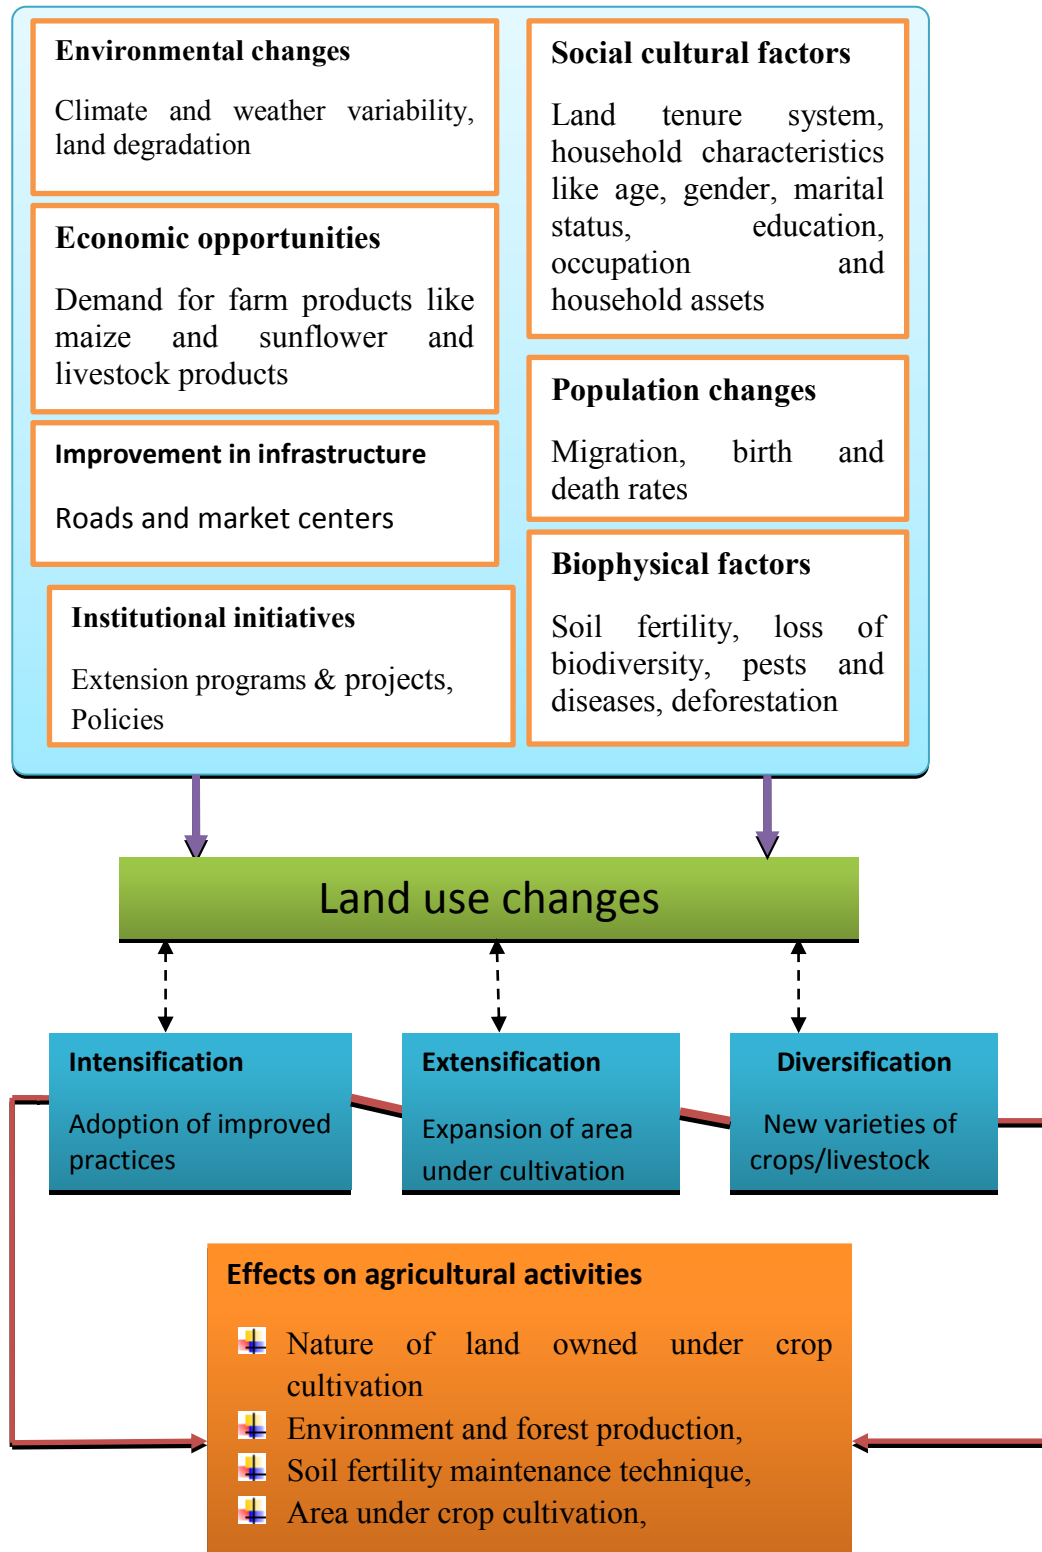 Environmental changes
Climate and weather variability,
land degradation
Economic opportunities
Demand for farm products like
maize and sunflower and
livestock products
Improvement in infrastructure
Roads and market centers
Institutional initiatives
Extension programs & projects,
Policies
Social cultural factors
Land tenure system,
household characteristics
like age, gender, marital
status, education,
occupation and
household assets
Population changes
Migration, birth and
death rates
Biophysical factors
Soil fertility, loss of
biodiversity, pests and
diseases, deforestation
Land use changes
Intensification
Adoption of improved
practices
Extensification
Expansion of area
under cultivation
Diversification
New varieties of
crops/livestock
Effects on agricultural activities
Nature of land owned under crop
cultivation
Environment and forest production,
Soil fertility maintenance technique,
Area under crop cultivation,